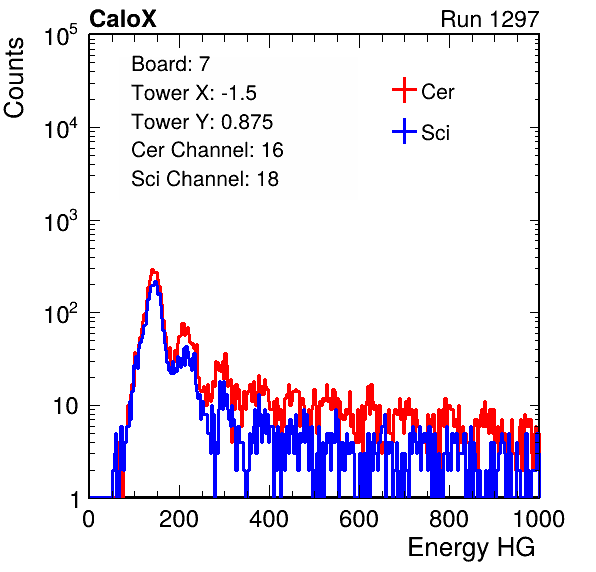 CaloX Run 1297
10^5
Counts
Board: 7
Tower X: -1.5
Tower Y: 0.875
Cer Channel: 16
Sci Channel: 18
Cer
Sci
10^4
10^3
10^2
10
1
0 200 400 600 800 1000
Energy HG